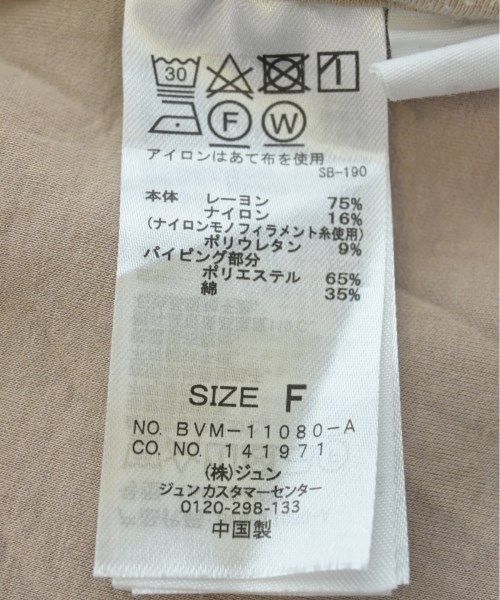 30
F W
アイロンはあて布を使用
SB-190
本体 レーヨン 75%
ナイロン 16%
(ナイロンモノフィラメント糸使用)
ポリウレタン 9%
パイピング部分
ポリエステル 65%
綿 35%
SIZE F
NO. BVM-11080-A
CO. NO. 141971
(株)ジュン
ジュンカスタマーセンター
0120-298-133
中国製